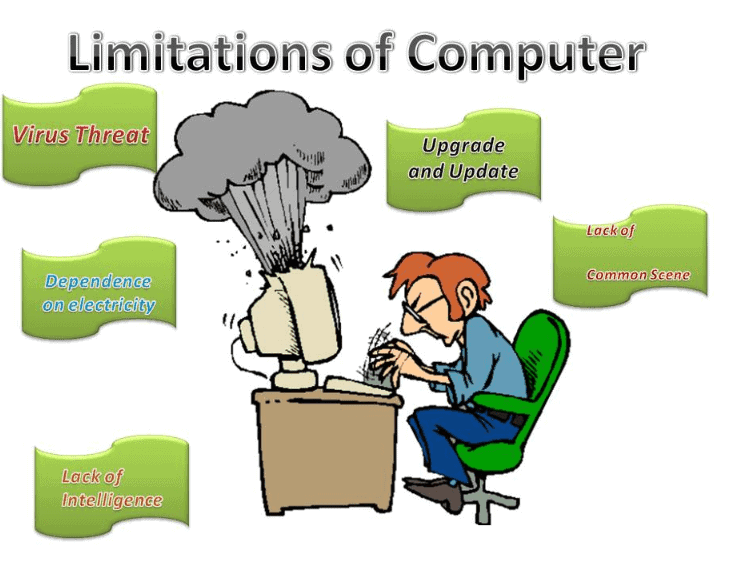 Limitations of Computer
Virus Threat
Upgrade
and Update
Lack of
Common Scene
Dependence
on electricity
Lack of
Intelligence